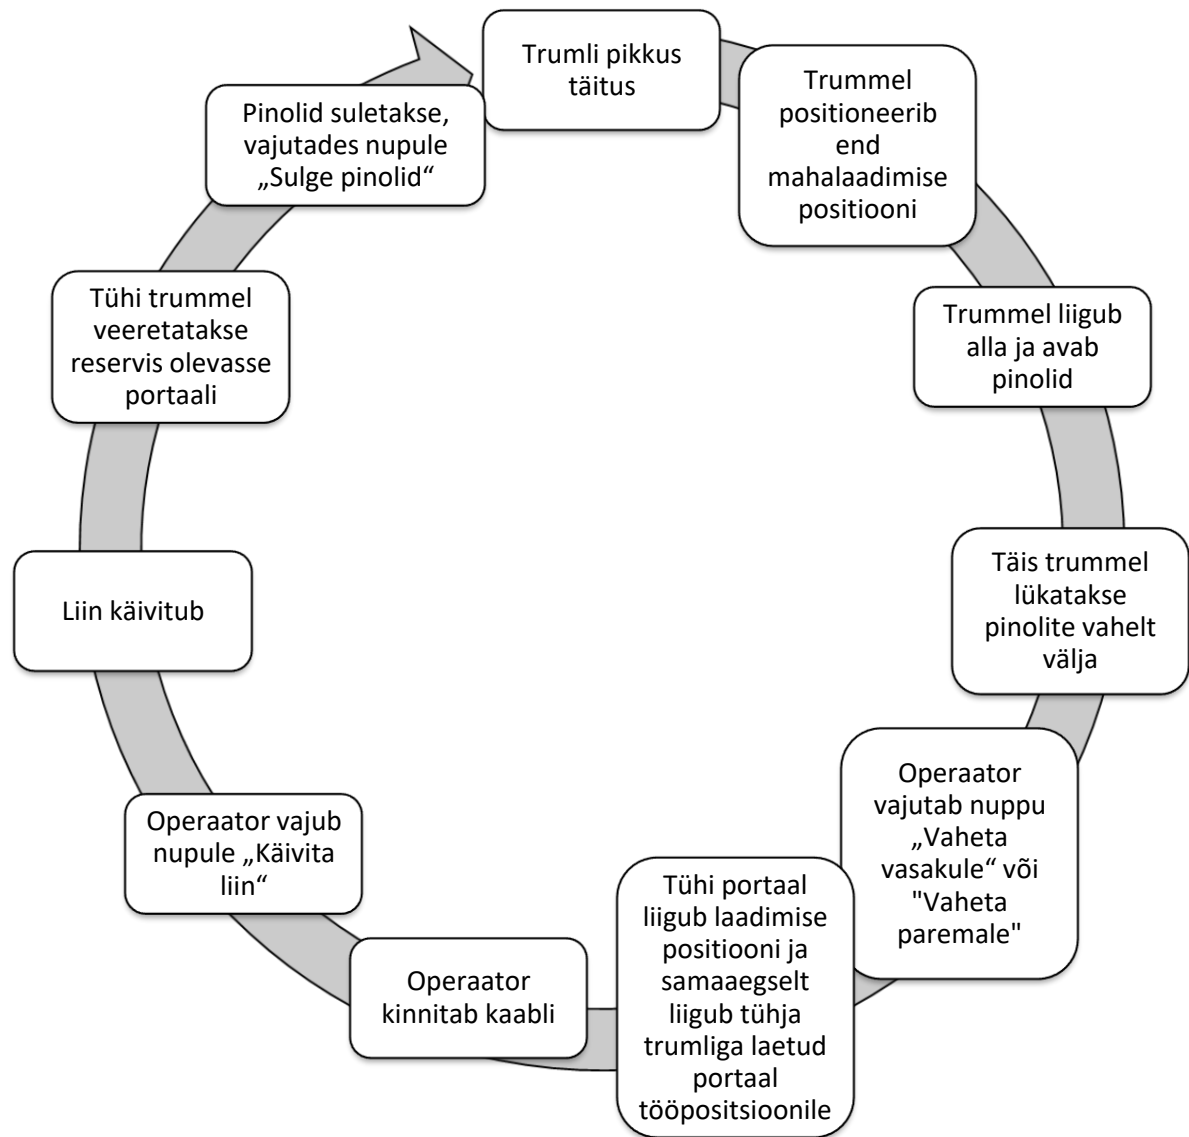 Trumli pikkus
täitus
Trummel
positioneerib
end
mahalaadimise
positiooni
Trummel liigub
alla ja avab
pinolid
Täis trummel
lükatakse
pinolite vahelt
välja
Operaator
vajutab nuppu
„Vaheta
vasakule“ või
"Vaheta
paremale"
Tühi portaal
liigub laadimise
positiooni ja
samaaegselt
liigub tühja
trumliga laetud
portaal
tööpositsioonile
Operaator
kinnitab kaabli
Operaator vajub
nupule „Käivita
liin“
Liin käivitub
Tühi trummel
veeretatakse
reservis olevasse
portaali
Pinolid suletakse,
vajutades nupule
„Sulge pinolid“